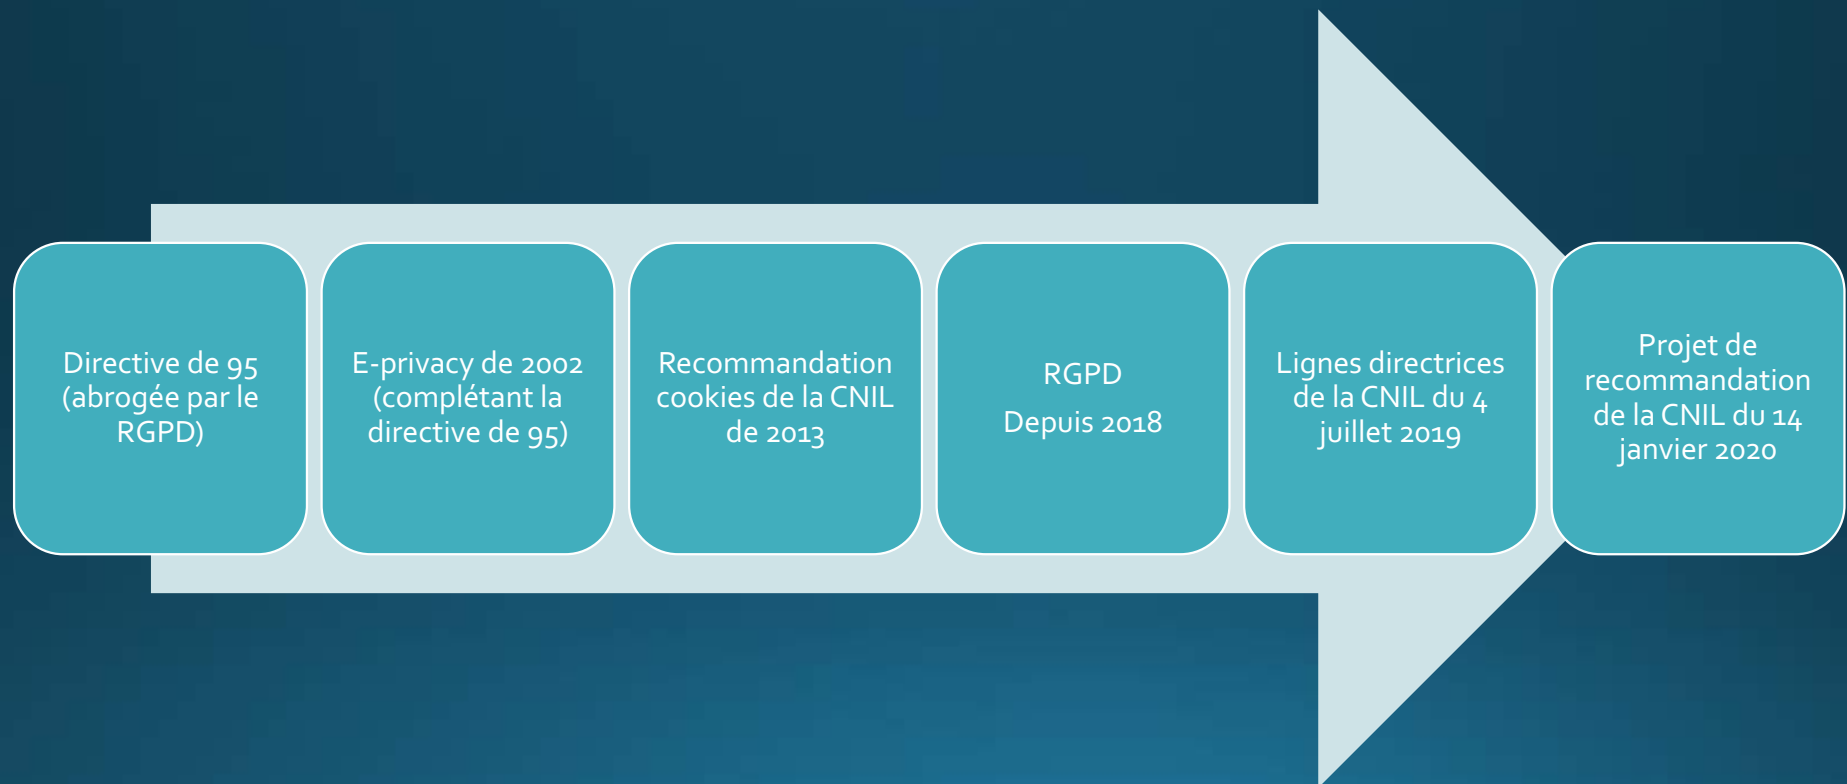 Directive de 95
(abrogée par le
RGPD)
E-privacy de 2002
(complétant la
directive de 95)
Recommandation
cookies de la CNIL
de 2013
RGPD
Depuis 2018
Lignes directrices
de la CNIL du 4
juillet 2019
Projet de
recommandation
de la CNIL du 14
janvier 2020